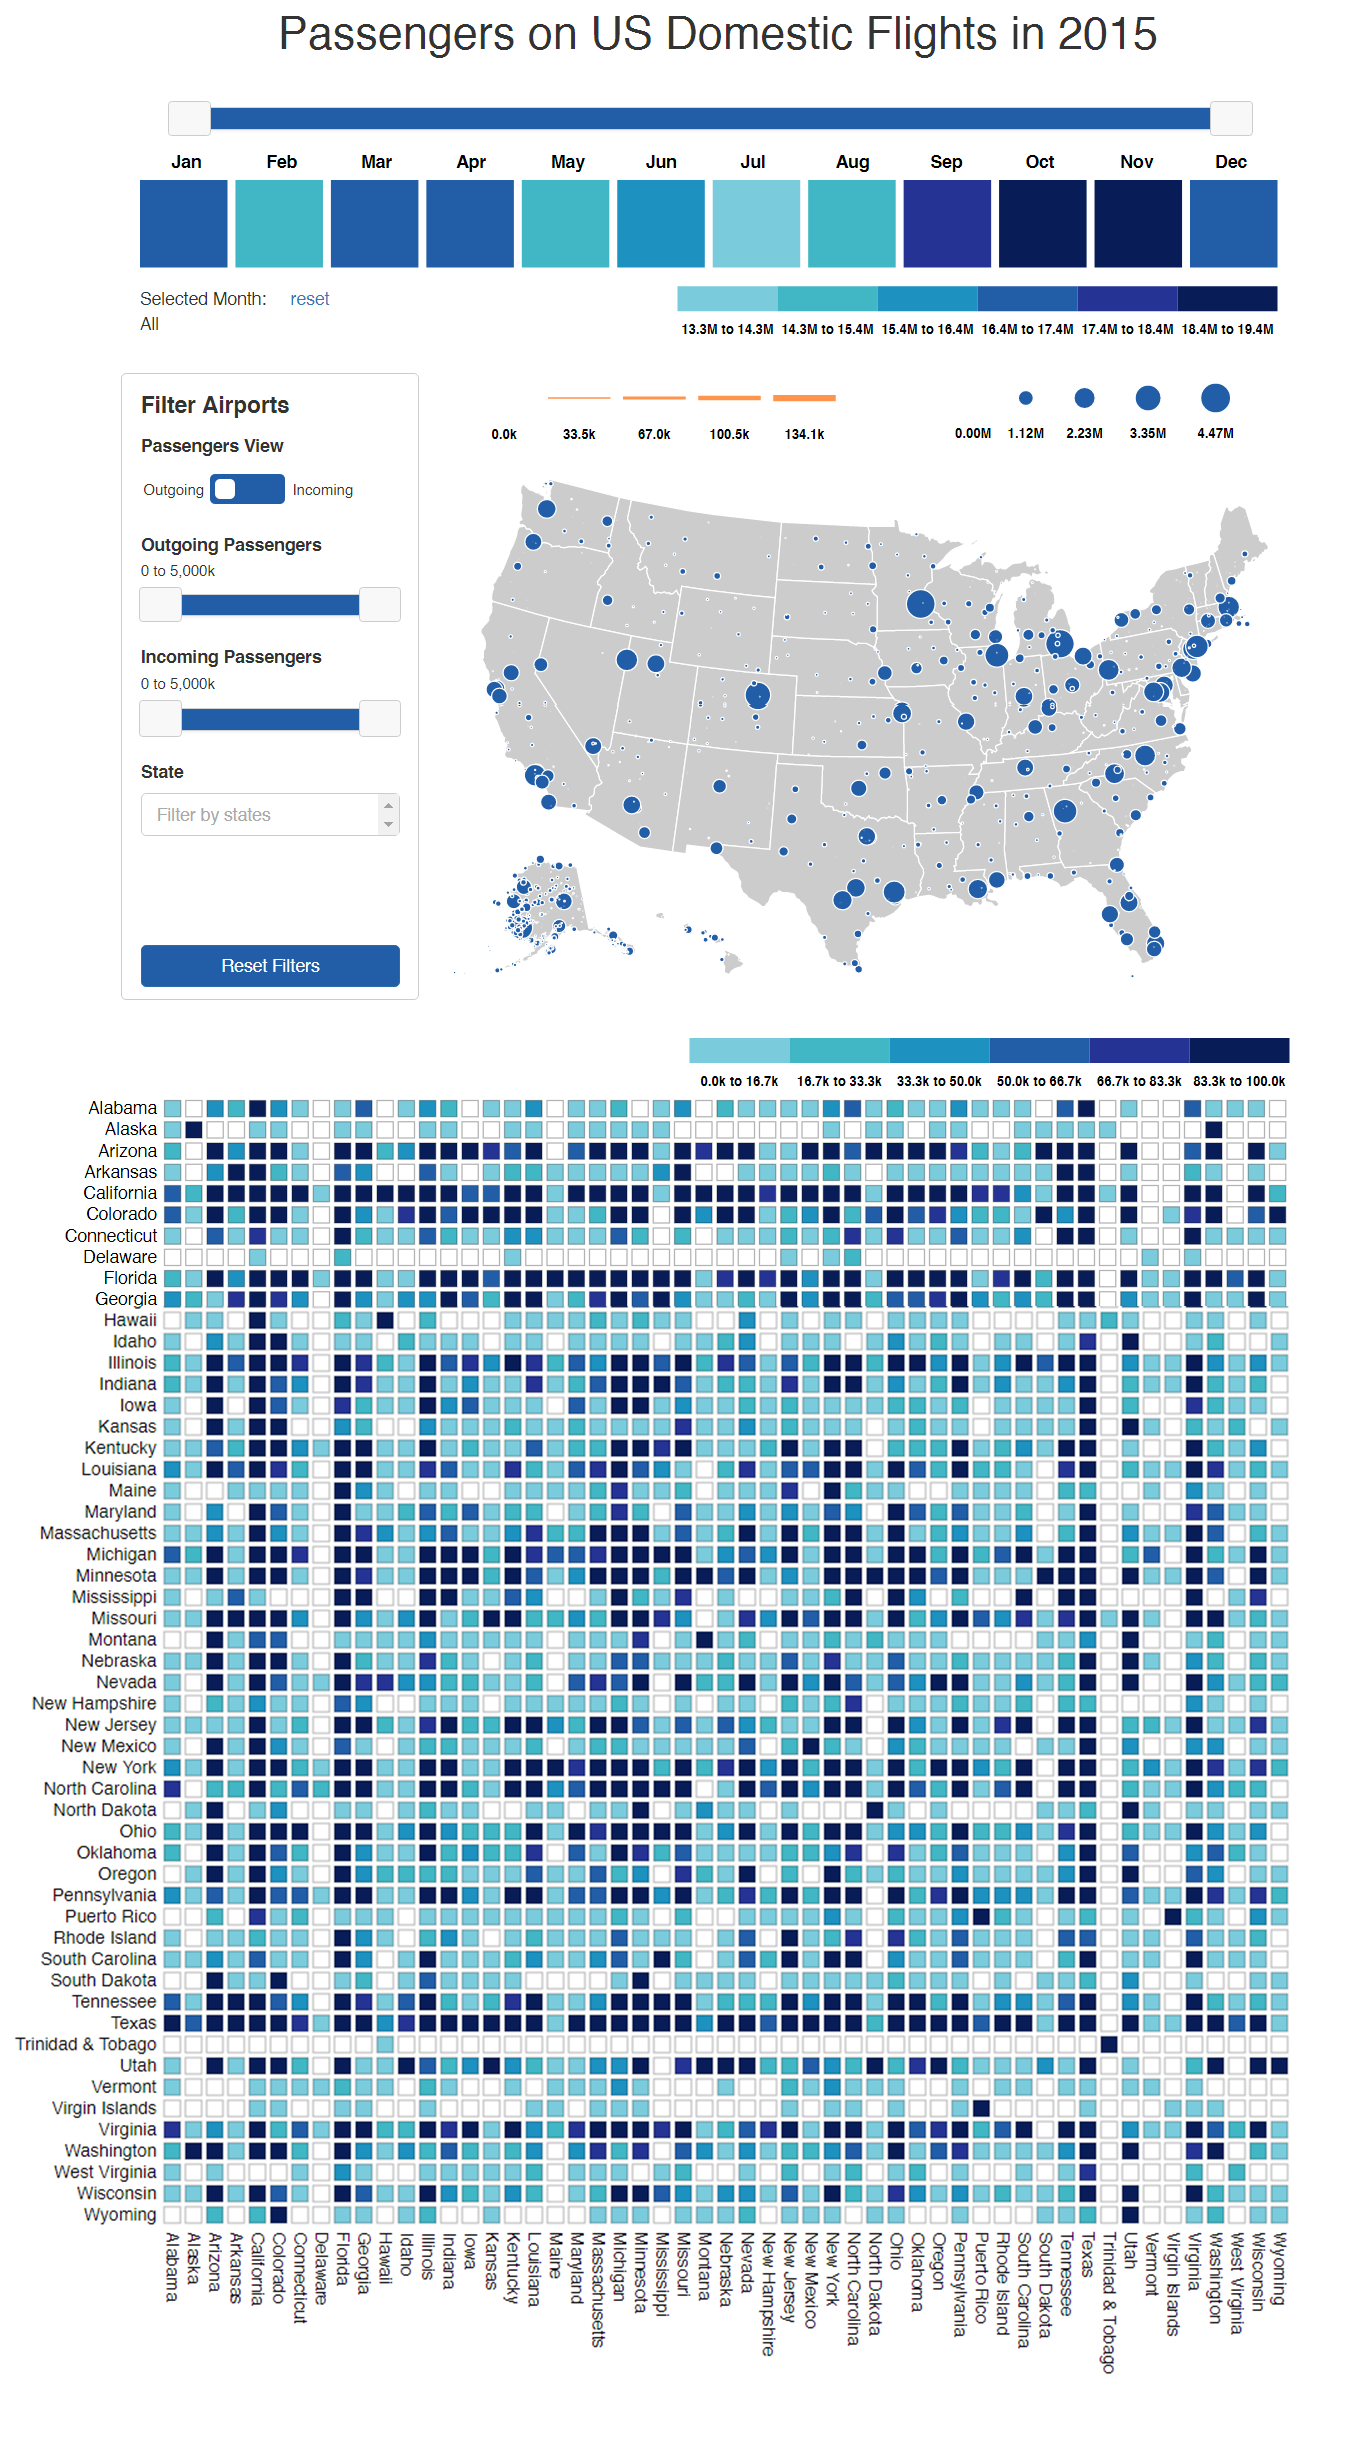 Passengers on US Domestic Flights in 2015
Jan Feb Mar Apr May Jun Jul Aug Sep Oct Nov Dec
Selected Month: reset
All
13.3M to 14.3M 14.3M to 15.4M 15.4M to 16.4M 16.4M to 17.4M 17.4M to 18.4M 18.4M to 19.4M
Filter Airports
Passengers View
Outgoing Incoming
Outgoing Passengers
0 to 5,000k
Incoming Passengers
0 to 5,000k
State
Filter by states
Reset Filters
0.0k 33.5k 67.0k 100.5k 134.1k
0.00M 1.12M 2.23M 3.35M 4.47M
0.0k to 16.7k 16.7k to 33.3k 33.3k to 50.0k 50.0k to 66.7k 66.7k to 83.3k 83.3k to 100.0k
Alabama
Alaska
Arizona
Arkansas
California
Colorado
Connecticut
Delaware
Florida
Georgia
Hawaii
Idaho
Illinois
Indiana
Iowa
Kansas
Kentucky
Louisiana
Maine
Maryland
Massachusetts
Michigan
Minnesota
Mississippi
Missouri
Montana
Nebraska
Nevada
New Hampshire
New Jersey
New Mexico
New York
North Carolina
North Dakota
Ohio
Oklahoma
Oregon
Pennsylvania
Puerto Rico
Rhode Island
South Carolina
South Dakota
Tennessee
Texas
Trinidad & Tobago
Utah
Vermont
Virgin Islands
Virginia
Washington
West Virginia
Wisconsin
Wyoming
Alabama
Alaska
Arizona
Arkansas
California
Colorado
Connecticut
Delaware
Florida
Georgia
Hawaii
Idaho
Illinois
Indiana
Iowa
Kansas
Kentucky
Louisiana
Maine
Maryland
Massachusetts
Michigan
Minnesota
Mississippi
Missouri
Montana
Nebraska
Nevada
New Hampshire
New Jersey
New Mexico
New York
North Carolina
North Dakota
Ohio
Oklahoma
Oregon
Pennsylvania
Puerto Rico
Rhode Island
South Carolina
South Dakota
Tennessee
Texas
Trinidad & Tobago
Utah
Vermont
Virgin Islands
Virginia
Washington
West Virginia
Wisconsin
Wyoming